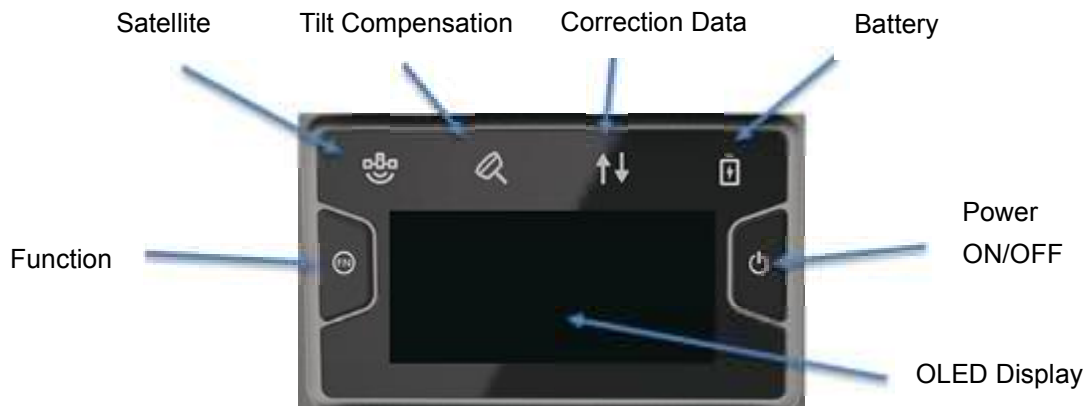 Satellite
Tilt Compensation
Correction Data
Battery
Function
FN
Power
ON/OFF
OLED Display